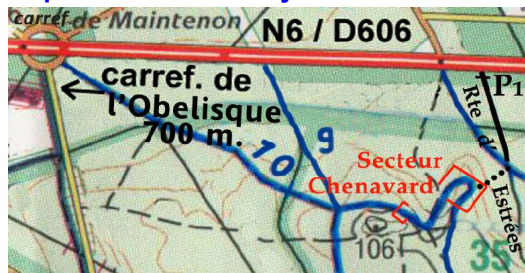 carref de Maintenon
N6 / D606
carref. de
l'Obelisque
700 m.
P1
Rte d'
Estrées
9
10
Secteur
Chenavard
106
35